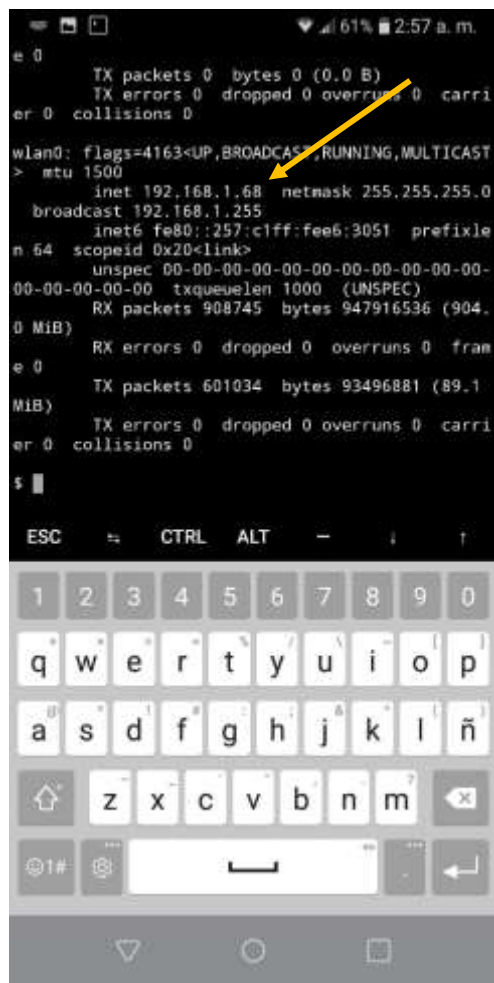 61% 2:57 a. m.
e 0
TX packets 0 bytes 0 (0.0 B)
TX errors 0 dropped 0 overruns 0 carri
er 0 collisions 0
wlan0: flags=4163<UP,BROADCAST,RUNNING,MULTICAST
> mtu 1500
inet 192.168.1.68 netmask 255.255.255.0
broadcast 192.168.1.255
inet6 fe80::257:c1ff:fee6:3051 prefixle
n 64 scopeid 0x20<link>
unspec 00-00-00-00-00-00-00-00-00-00-
00-00-00-00-00 txqueuelen 1000 (UNSPEC)
RX packets 908745 bytes 947916536 (904.
0 MiB)
RX errors 0 dropped 0 overruns 0 fram
e 0
TX packets 601034 bytes 93496881 (89.1
MiB)
TX errors 0 dropped 0 overruns 0 carri
er 0 collisions 0
$
ESC CTRL ALT — ↓ ↑
1 2 3 4 5 6 7 8 9 0
q w e r t y u i o p
a s d f g h j k l ñ
z x c v b n m
1# .